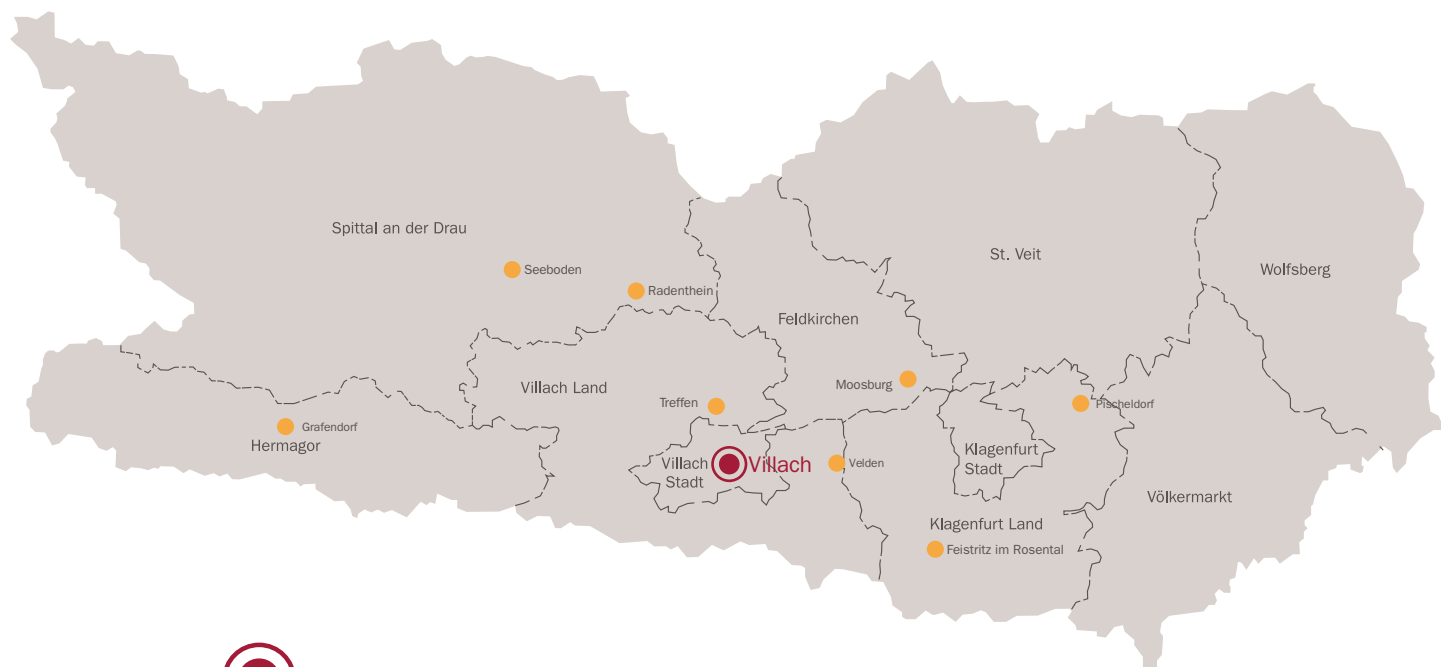 Spittal an der Drau
St. Veit
Wolfsberg
Seeboden
Radenthein
Feldkirchen
Villach Land
Moosburg
Treffen
Pischeldorf
Grafendorf
Hermagor
Klagenfurt
Stadt
Villach
Stadt
Villach
Velden
Völkermarkt
Klagenfurt Land
Feistritz im Rosental